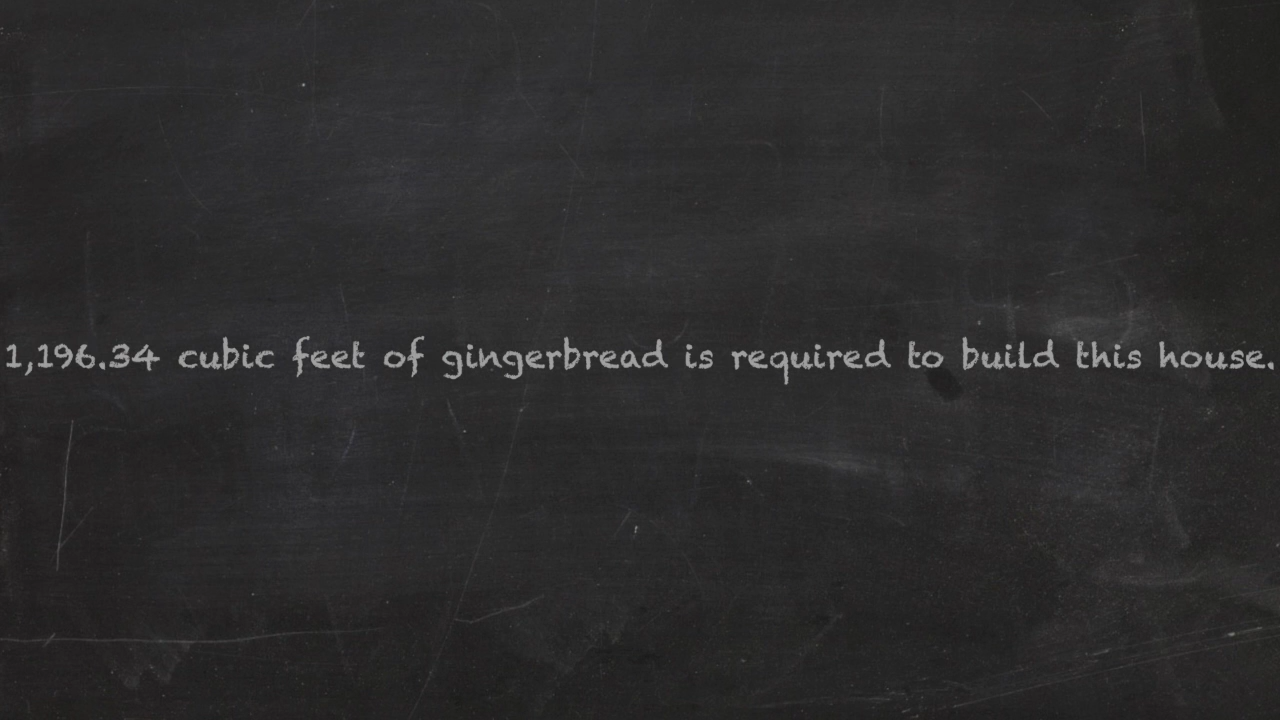 1,196.34 cubic feet of gingerbread is required to build this house.